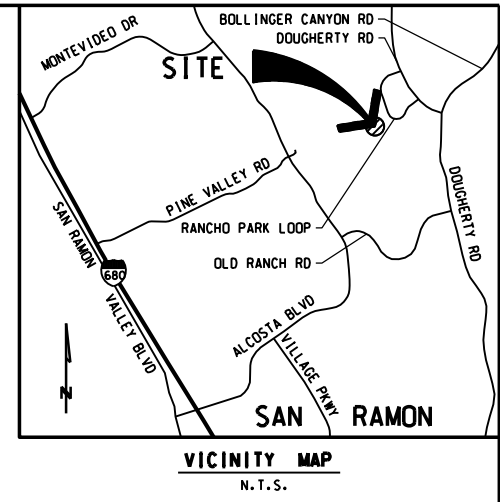 BOLLINGER CANYON RD
DOUGHERTY RD
MONTEVIDEO DR
SITE
PINE VALLEY RD
DOUGHERTY RD
RANCHO PARK LOOP
SAN RAMON
VALLEY BLVD
OLD RANCH RD
680
ALCOSTA BLVD
VILLAGE PKWY
N
SAN RAMON
VICINITY MAP
N.T.S.